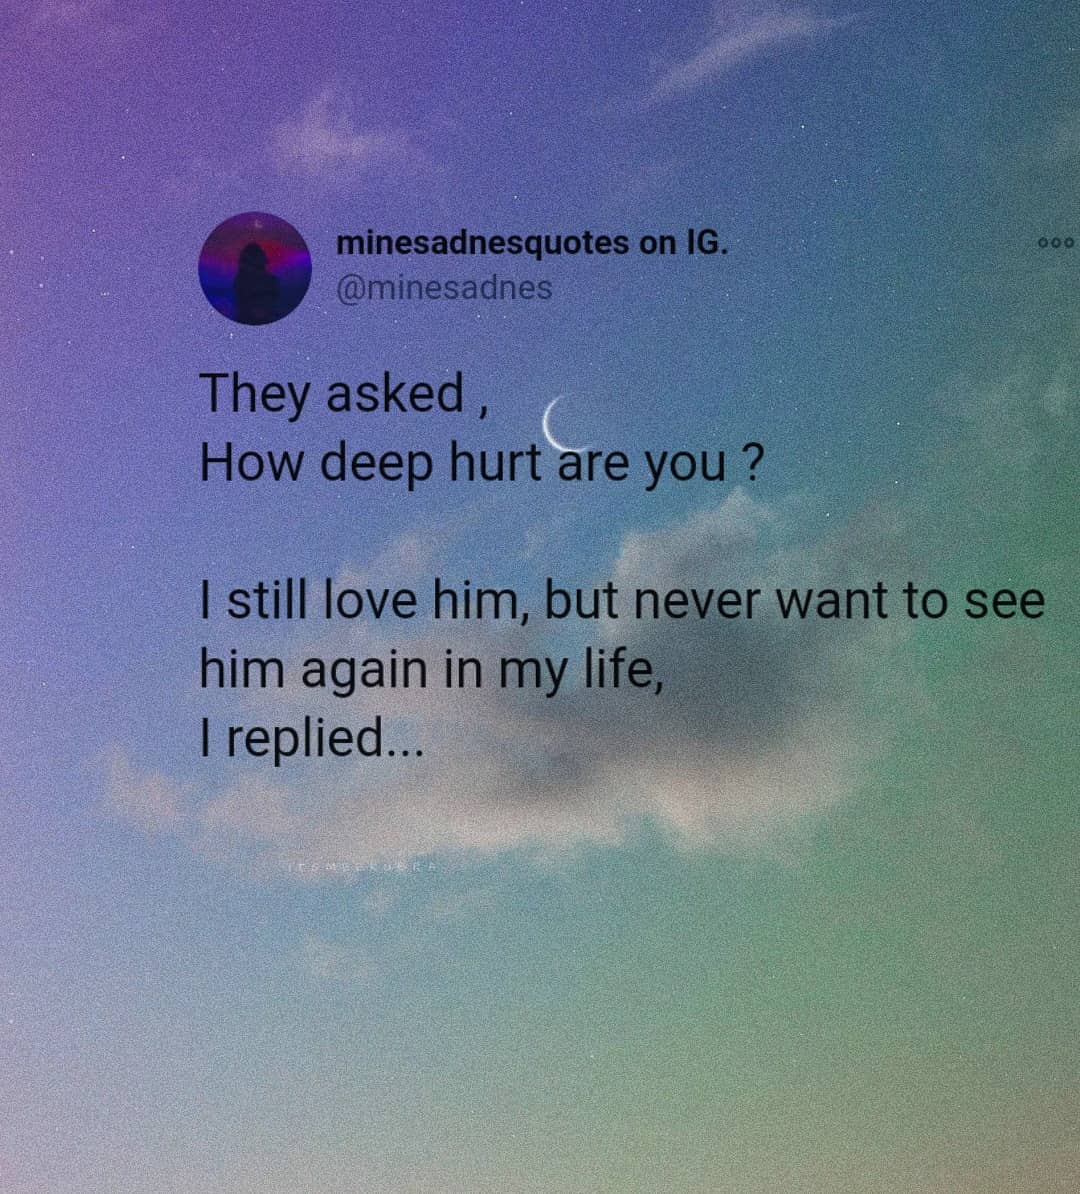 minesadnesquotes on IG.
@minesadnes
They asked ,
How deep hurt are you ?
I still love him, but never want to see
him again in my life,
I replied...